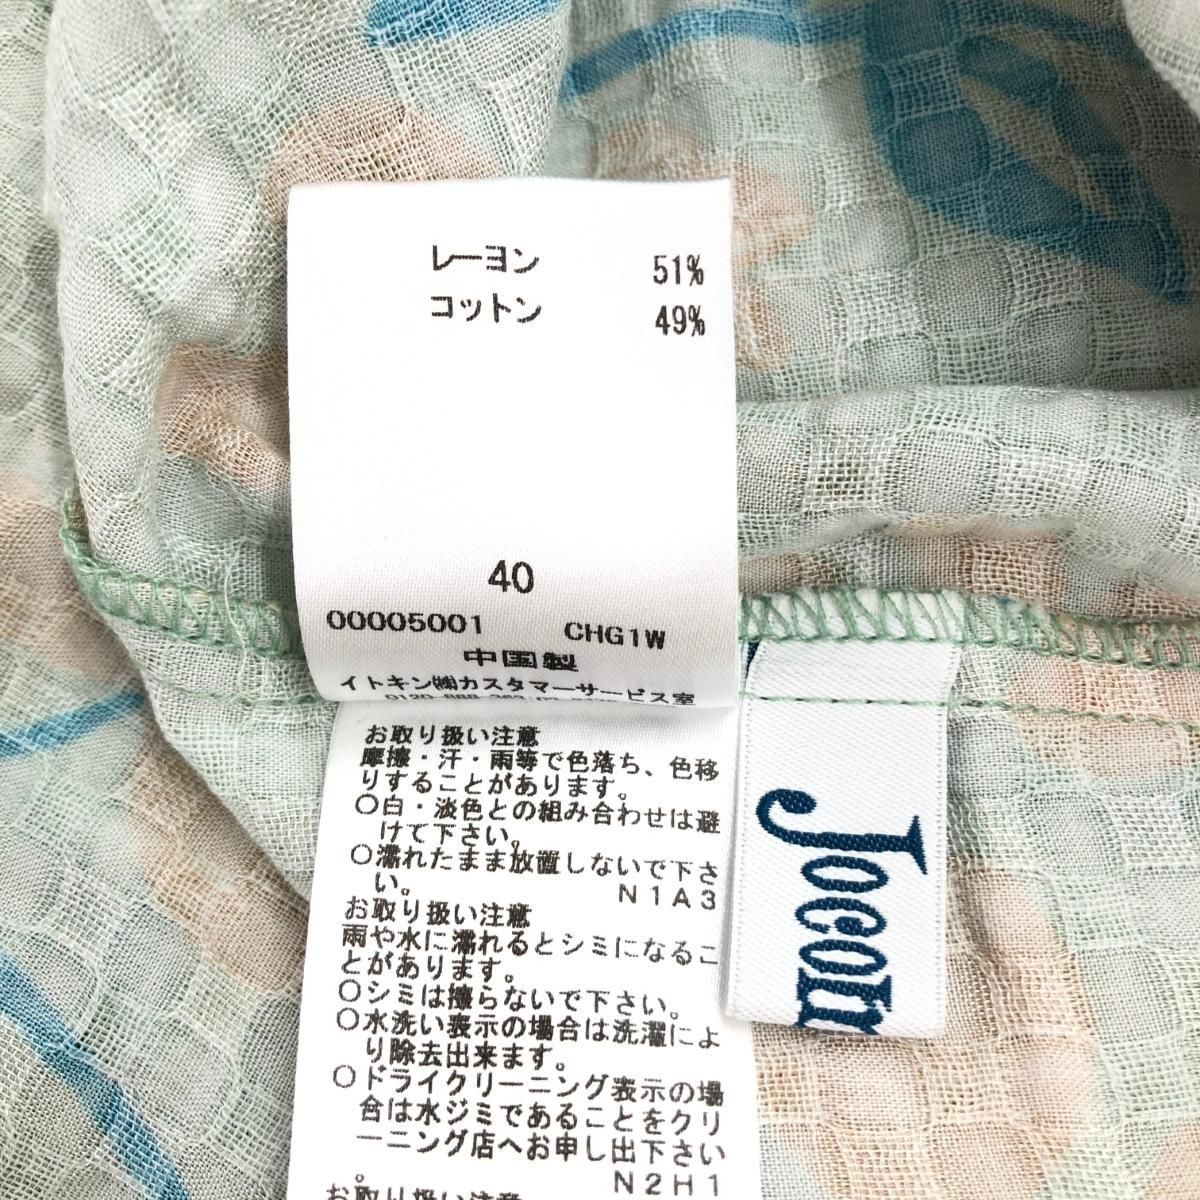 レーヨン 51%
コットン 49%
40
00005001 CHG1W
中国製
イトキン㈱カスタマーサービス室
お取り扱い注意
摩擦・汗・雨等で色落ち、色移
りすることがあります。
○白・淡色との組み合わせは避
けて下さい。
○濡れたまま放置しないで下さ
い。 N1A3
お取り扱い注意
雨や水に濡れるとシミになるこ
とがあります。
○シミは擦らないで下さい。
○水洗い表示の場合は洗濯によ
り除去出来ます。
○ドライクリーニング表示の場
合は水ジミであることをクリ
ーニング店へお申し出下さい
。 N2H1
お取り扱い注意
Jocom